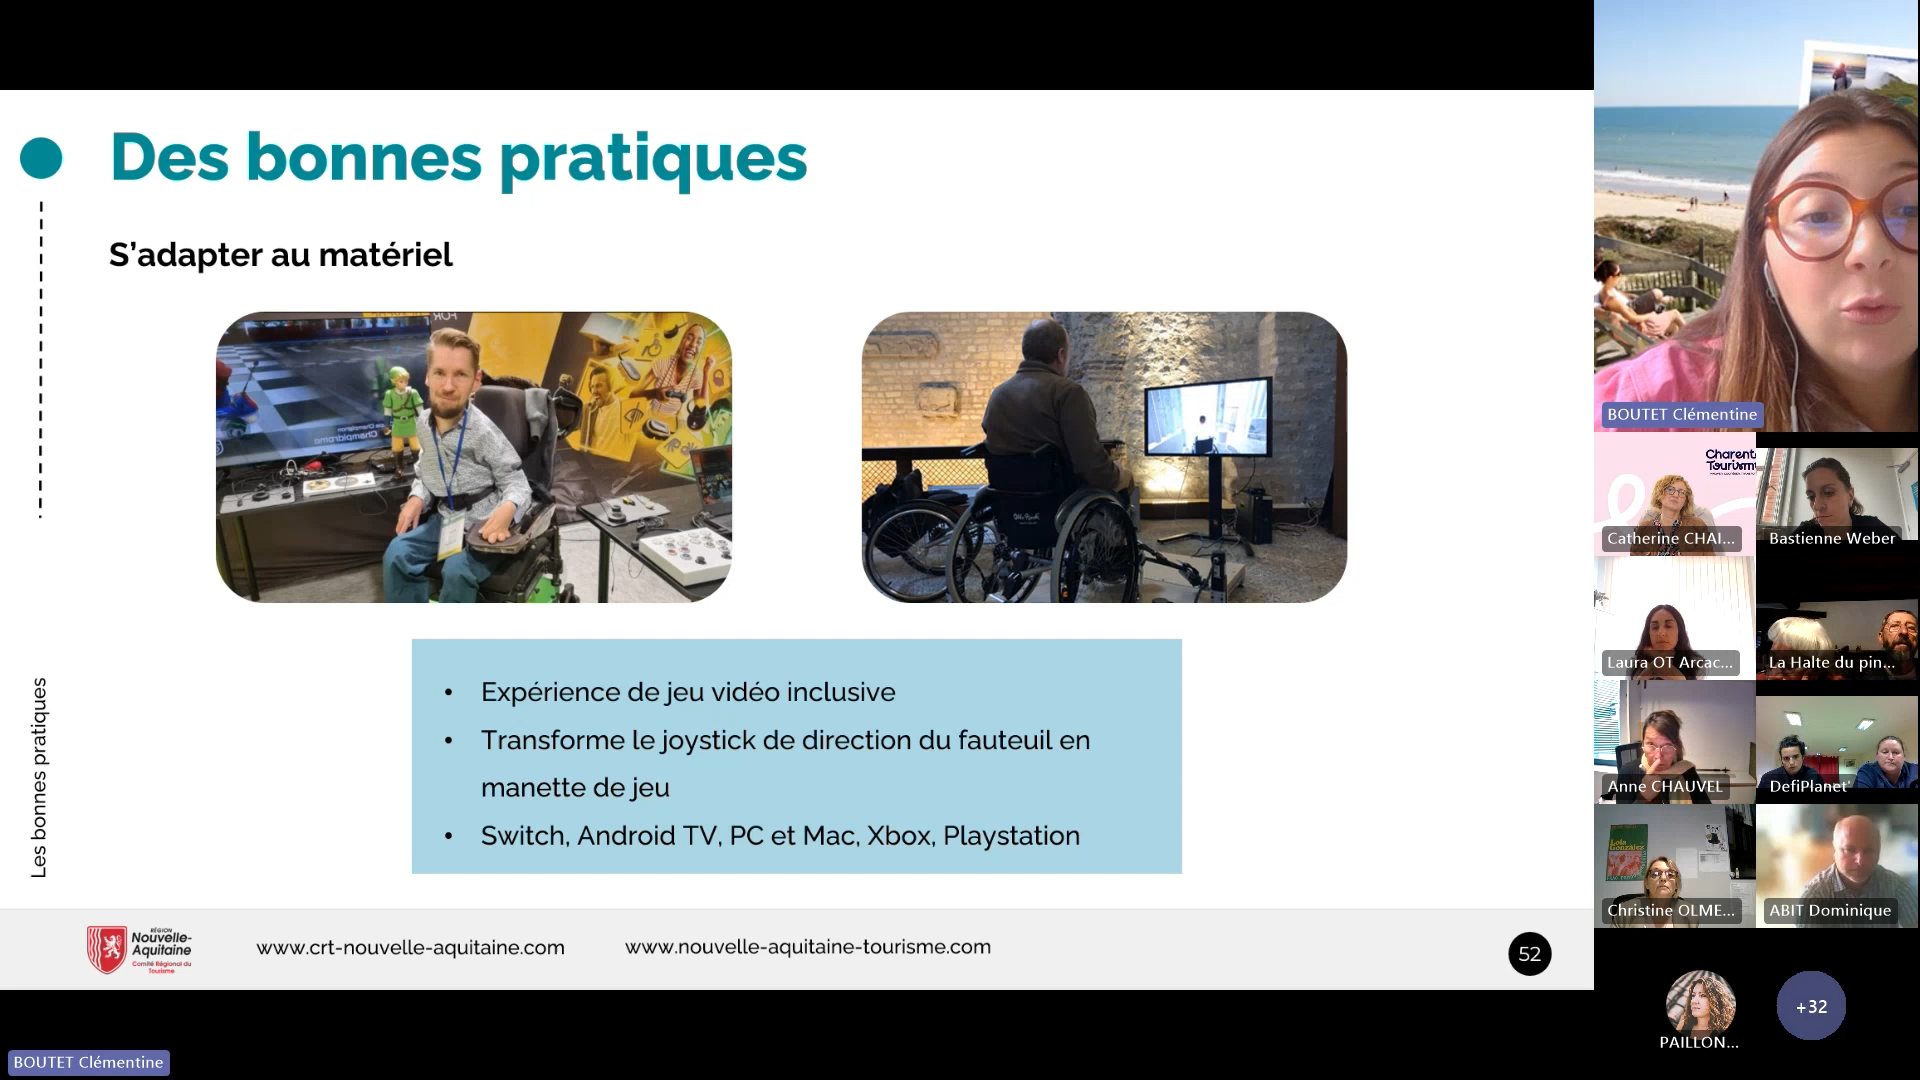 Des bonnes pratiques
S’adapter au matériel
• Expérience de jeu vidéo inclusive
• Transforme le joystick de direction du fauteuil en
manette de jeu
• Switch, Android TV, PC et Mac, Xbox, Playstation
Les bonnes pratiques
RÉGION
Nouvelle-
Aquitaine
Comité Régional du
Tourisme
www.crt-nouvelle-aquitaine.com
www.nouvelle-aquitaine-tourisme.com
52
BOUTET Clémentine
BOUTET Clémentine
Catherine CHAI...
Bastienne Weber
Laura OT Arcac...
La Halte du pin...
Anne CHAUVEL
DefiPlanet'
Lola
González
Christine OLME...
ABIT Dominique
PAILLON...
+32